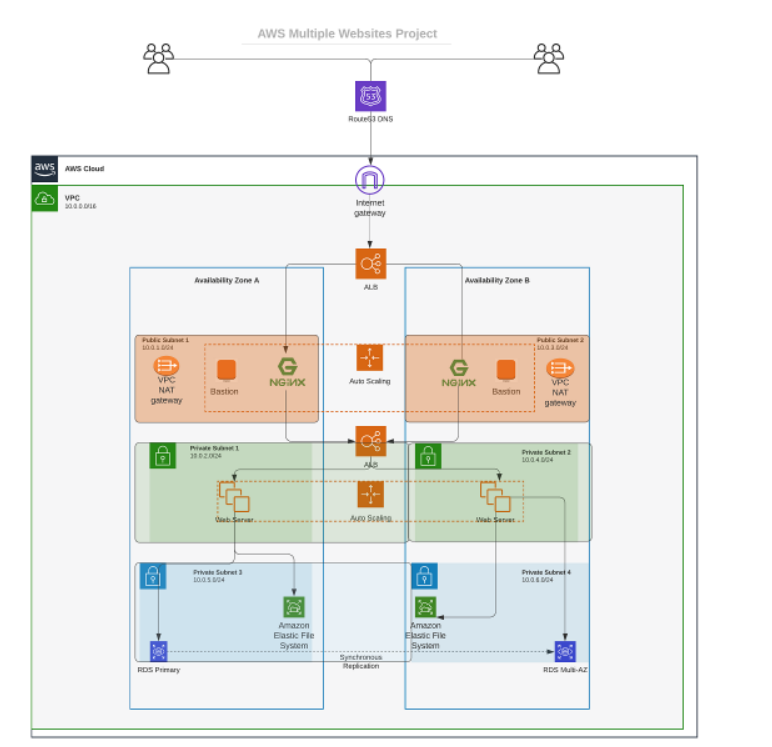 AWS Multiple Websites Project
53
Route53 DNS
aws
AWS Cloud
VPC
10.0.0.0/16
Internet
gateway
ALB
Availability Zone A
Availability Zone B
Public Subnet 1
10.0.1.0/24
VPC
NAT
gateway
Bastion
NGINX
Auto Scaling
NGINX
Bastion
Public Subnet 2
10.0.3.0/24
VPC
NAT
gateway
Private Subnet 1
10.0.2.0/24
ALB
Private Subnet 2
10.0.4.0/24
Web Server
Auto Scaling
Web Server
Private Subnet 3
10.0.5.0/24
Private Subnet 4
10.0.6.0/24
Amazon
Elastic File
System
Amazon
Elastic File
System
RDS Primary
Synchronous
Replication
RDS Multi-AZ